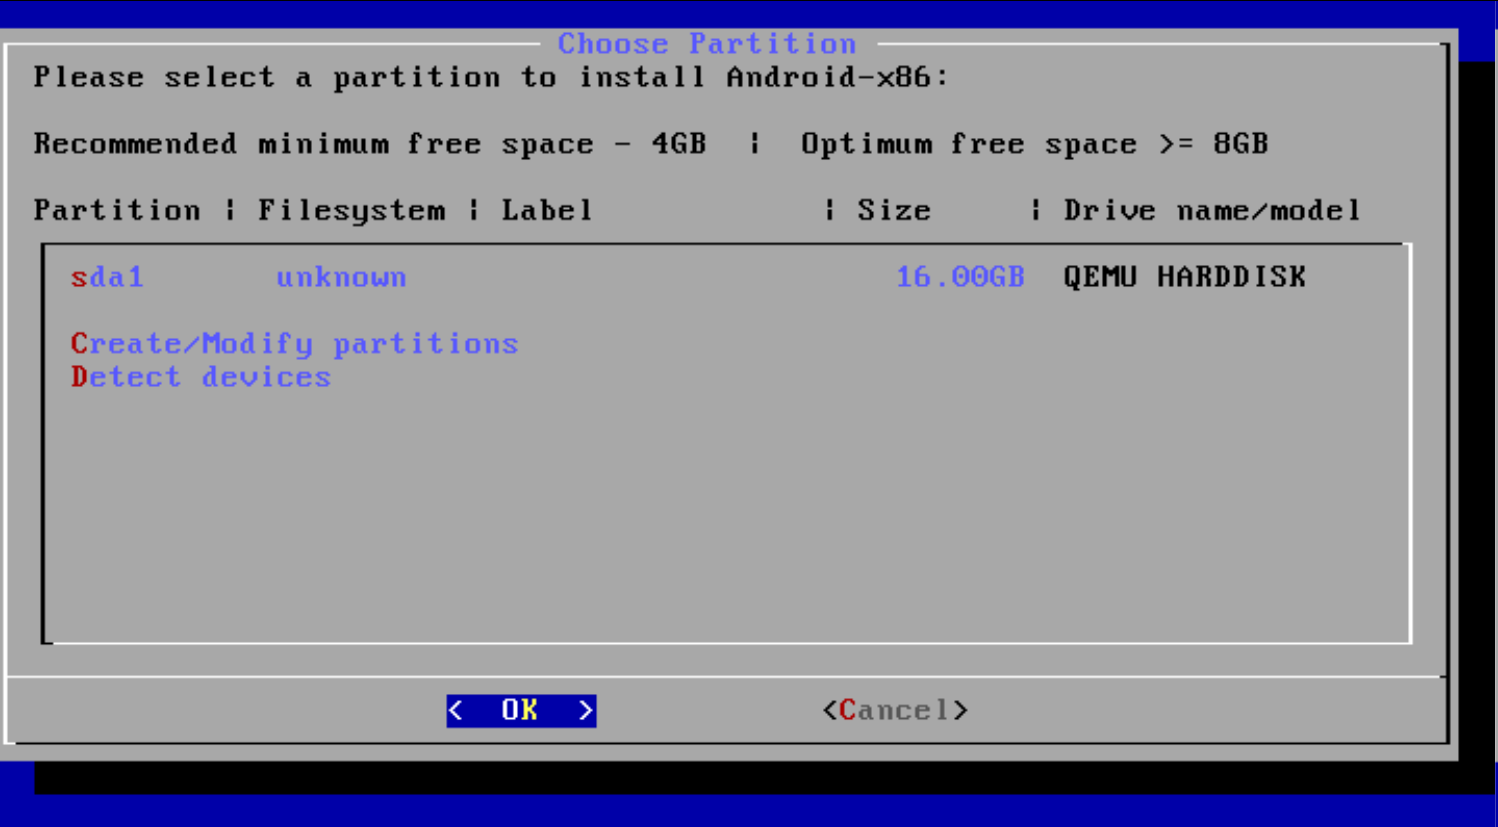 Choose Partition
Please select a partition to install Android-x86:
Recommended minimum free space - 4GB ¦ Optimum free space >= 8GB
Partition ¦ Filesystem ¦ Label ¦ Size ¦ Drive name/model
sda1 unknown 16.00GB QEMU HARDDISK
Create/Modify partitions
Detect devices
< OK > <Cancel>